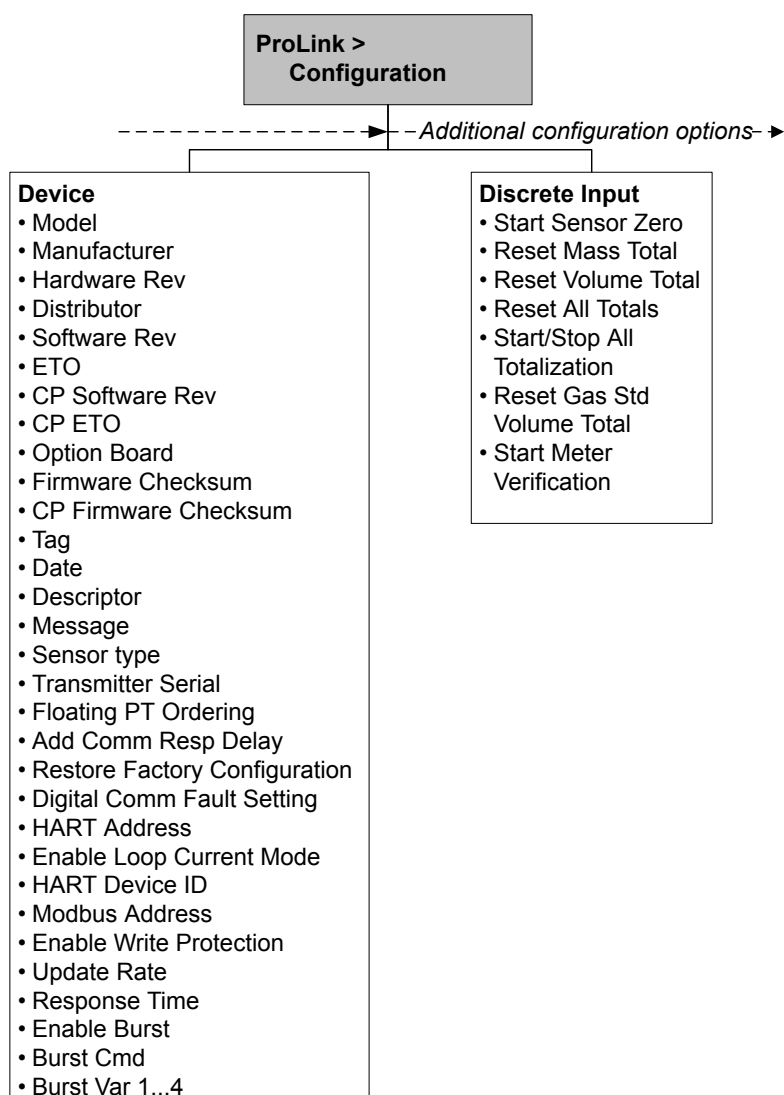 ProLink >
Configuration
Additional configuration options
Device
• Model
• Manufacturer
• Hardware Rev
• Distributor
• Software Rev
• ETO
• CP Software Rev
• CP ETO
• Option Board
• Firmware Checksum
• CP Firmware Checksum
• Tag
• Date
• Descriptor
• Message
• Sensor type
• Transmitter Serial
• Floating PT Ordering
• Add Comm Resp Delay
• Restore Factory Configuration
• Digital Comm Fault Setting
• HART Address
• Enable Loop Current Mode
• HART Device ID
• Modbus Address
• Enable Write Protection
• Update Rate
• Response Time
• Enable Burst
• Burst Cmd
• Burst Var 1...4
Discrete Input
• Start Sensor Zero
• Reset Mass Total
• Reset Volume Total
• Reset All Totals
• Start/Stop All
Totalization
• Reset Gas Std
Volume Total
• Start Meter
Verification